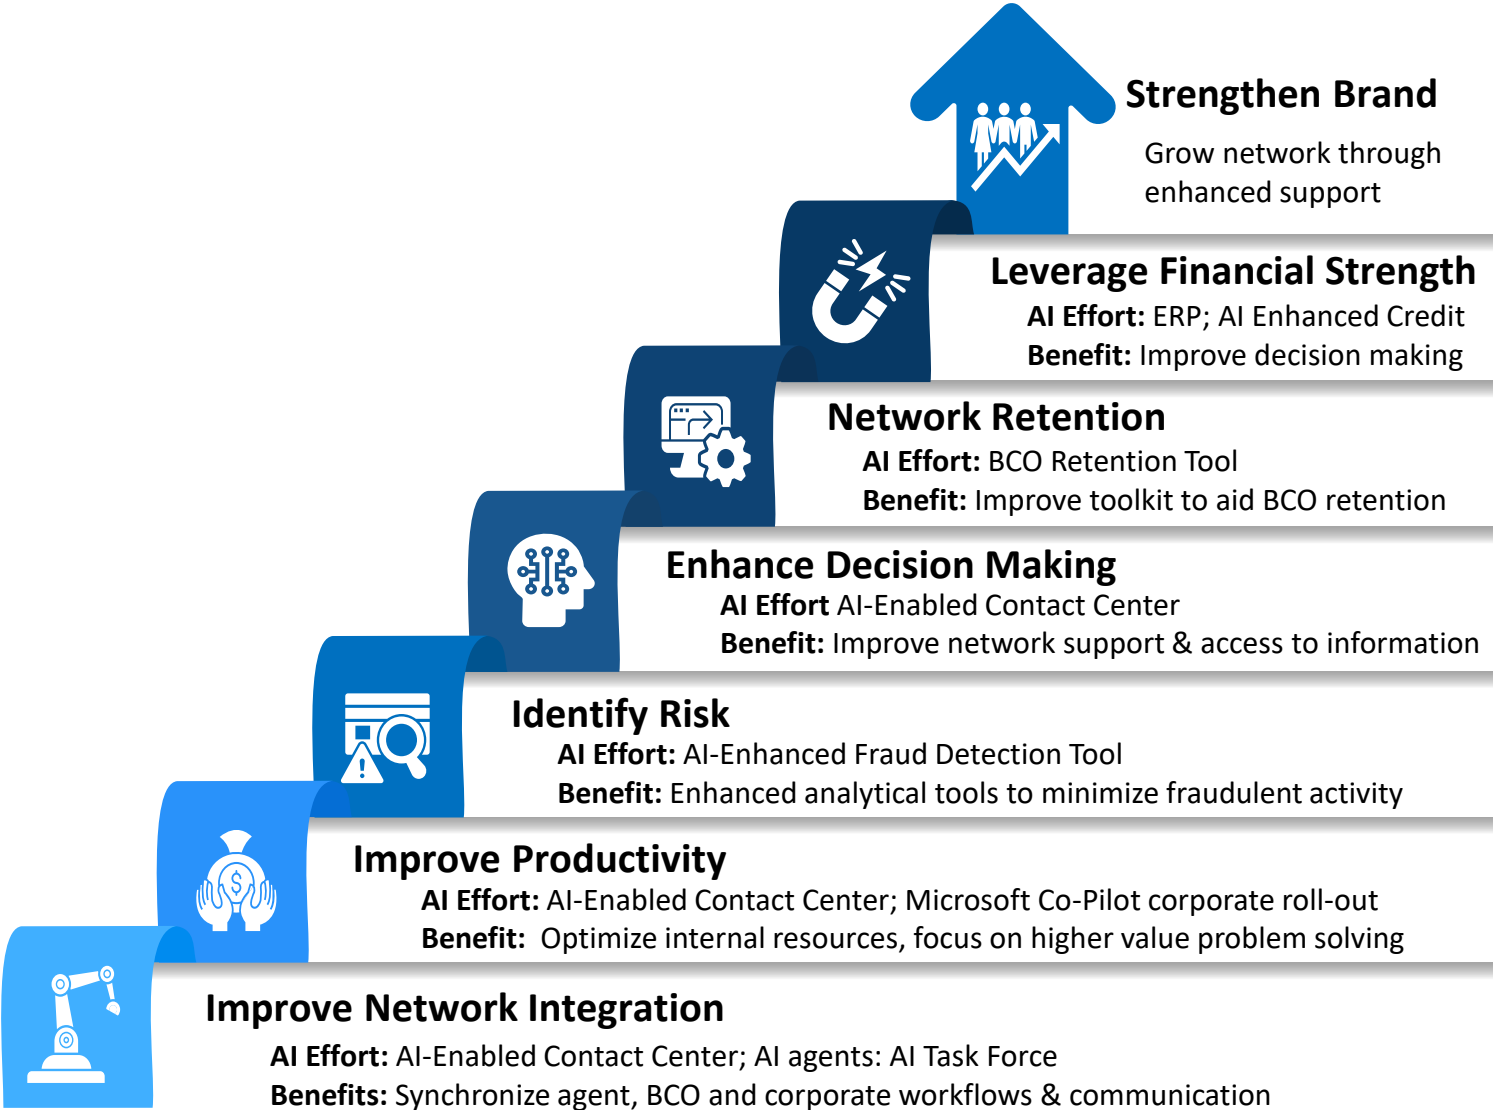 Strengthen Brand
Grow network through
enhanced support
Leverage Financial Strength
AI Effort: ERP; AI Enhanced Credit
Benefit: Improve decision making
Network Retention
AI Effort: BCO Retention Tool
Benefit: Improve toolkit to aid BCO retention
Enhance Decision Making
AI Effort AI-Enabled Contact Center
Benefit: Improve network support & access to information
Identify Risk
AI Effort: AI-Enhanced Fraud Detection Tool
Benefit: Enhanced analytical tools to minimize fraudulent activity
Improve Productivity
AI Effort: AI-Enabled Contact Center; Microsoft Co-Pilot corporate roll-out
Benefit: Optimize internal resources, focus on higher value problem solving
Improve Network Integration
AI Effort: AI-Enabled Contact Center; AI agents: AI Task Force
Benefits: Synchronize agent, BCO and corporate workflows & communication